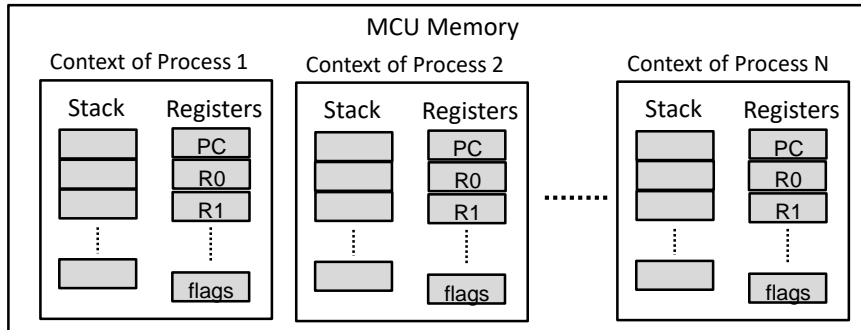 MCU Memory
Context of Process 1
Stack Registers
PC
R0
R1
flags
Context of Process 2
Stack Registers
PC
R0
R1
flags
Context of Process N
Stack Registers
PC
R0
R1
flags